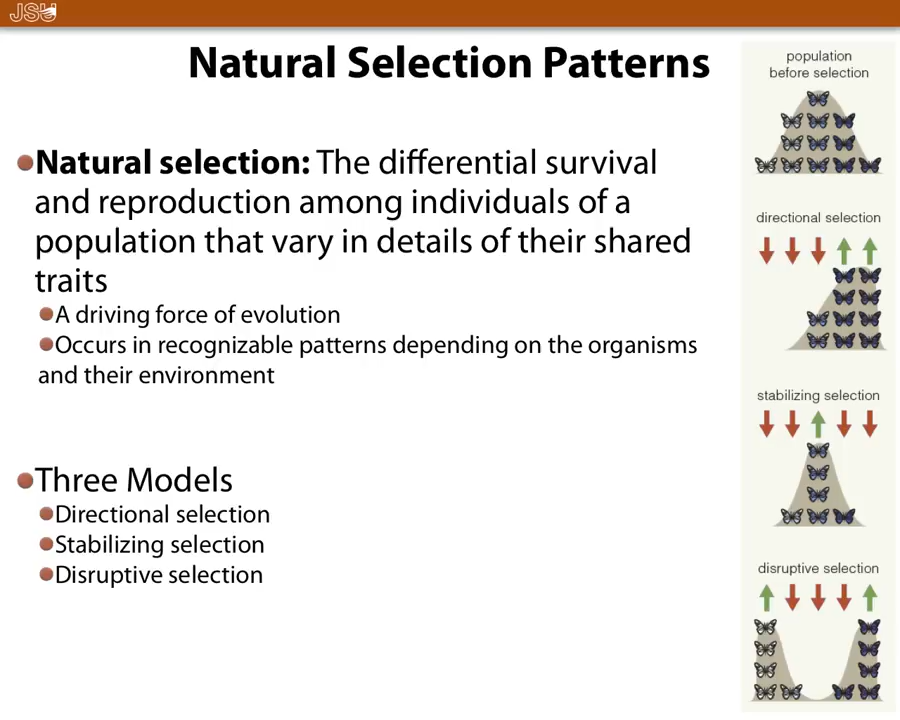 JSU
Natural Selection Patterns
Natural selection: The differential survival
and reproduction among individuals of a
population that vary in details of their shared
traits
A driving force of evolution
Occurs in recognizable patterns depending on the organisms
and their environment
Three Models
Directional selection
Stabilizing selection
Disruptive selection
population
before selection
directional selection
stabilizing selection
disruptive selection